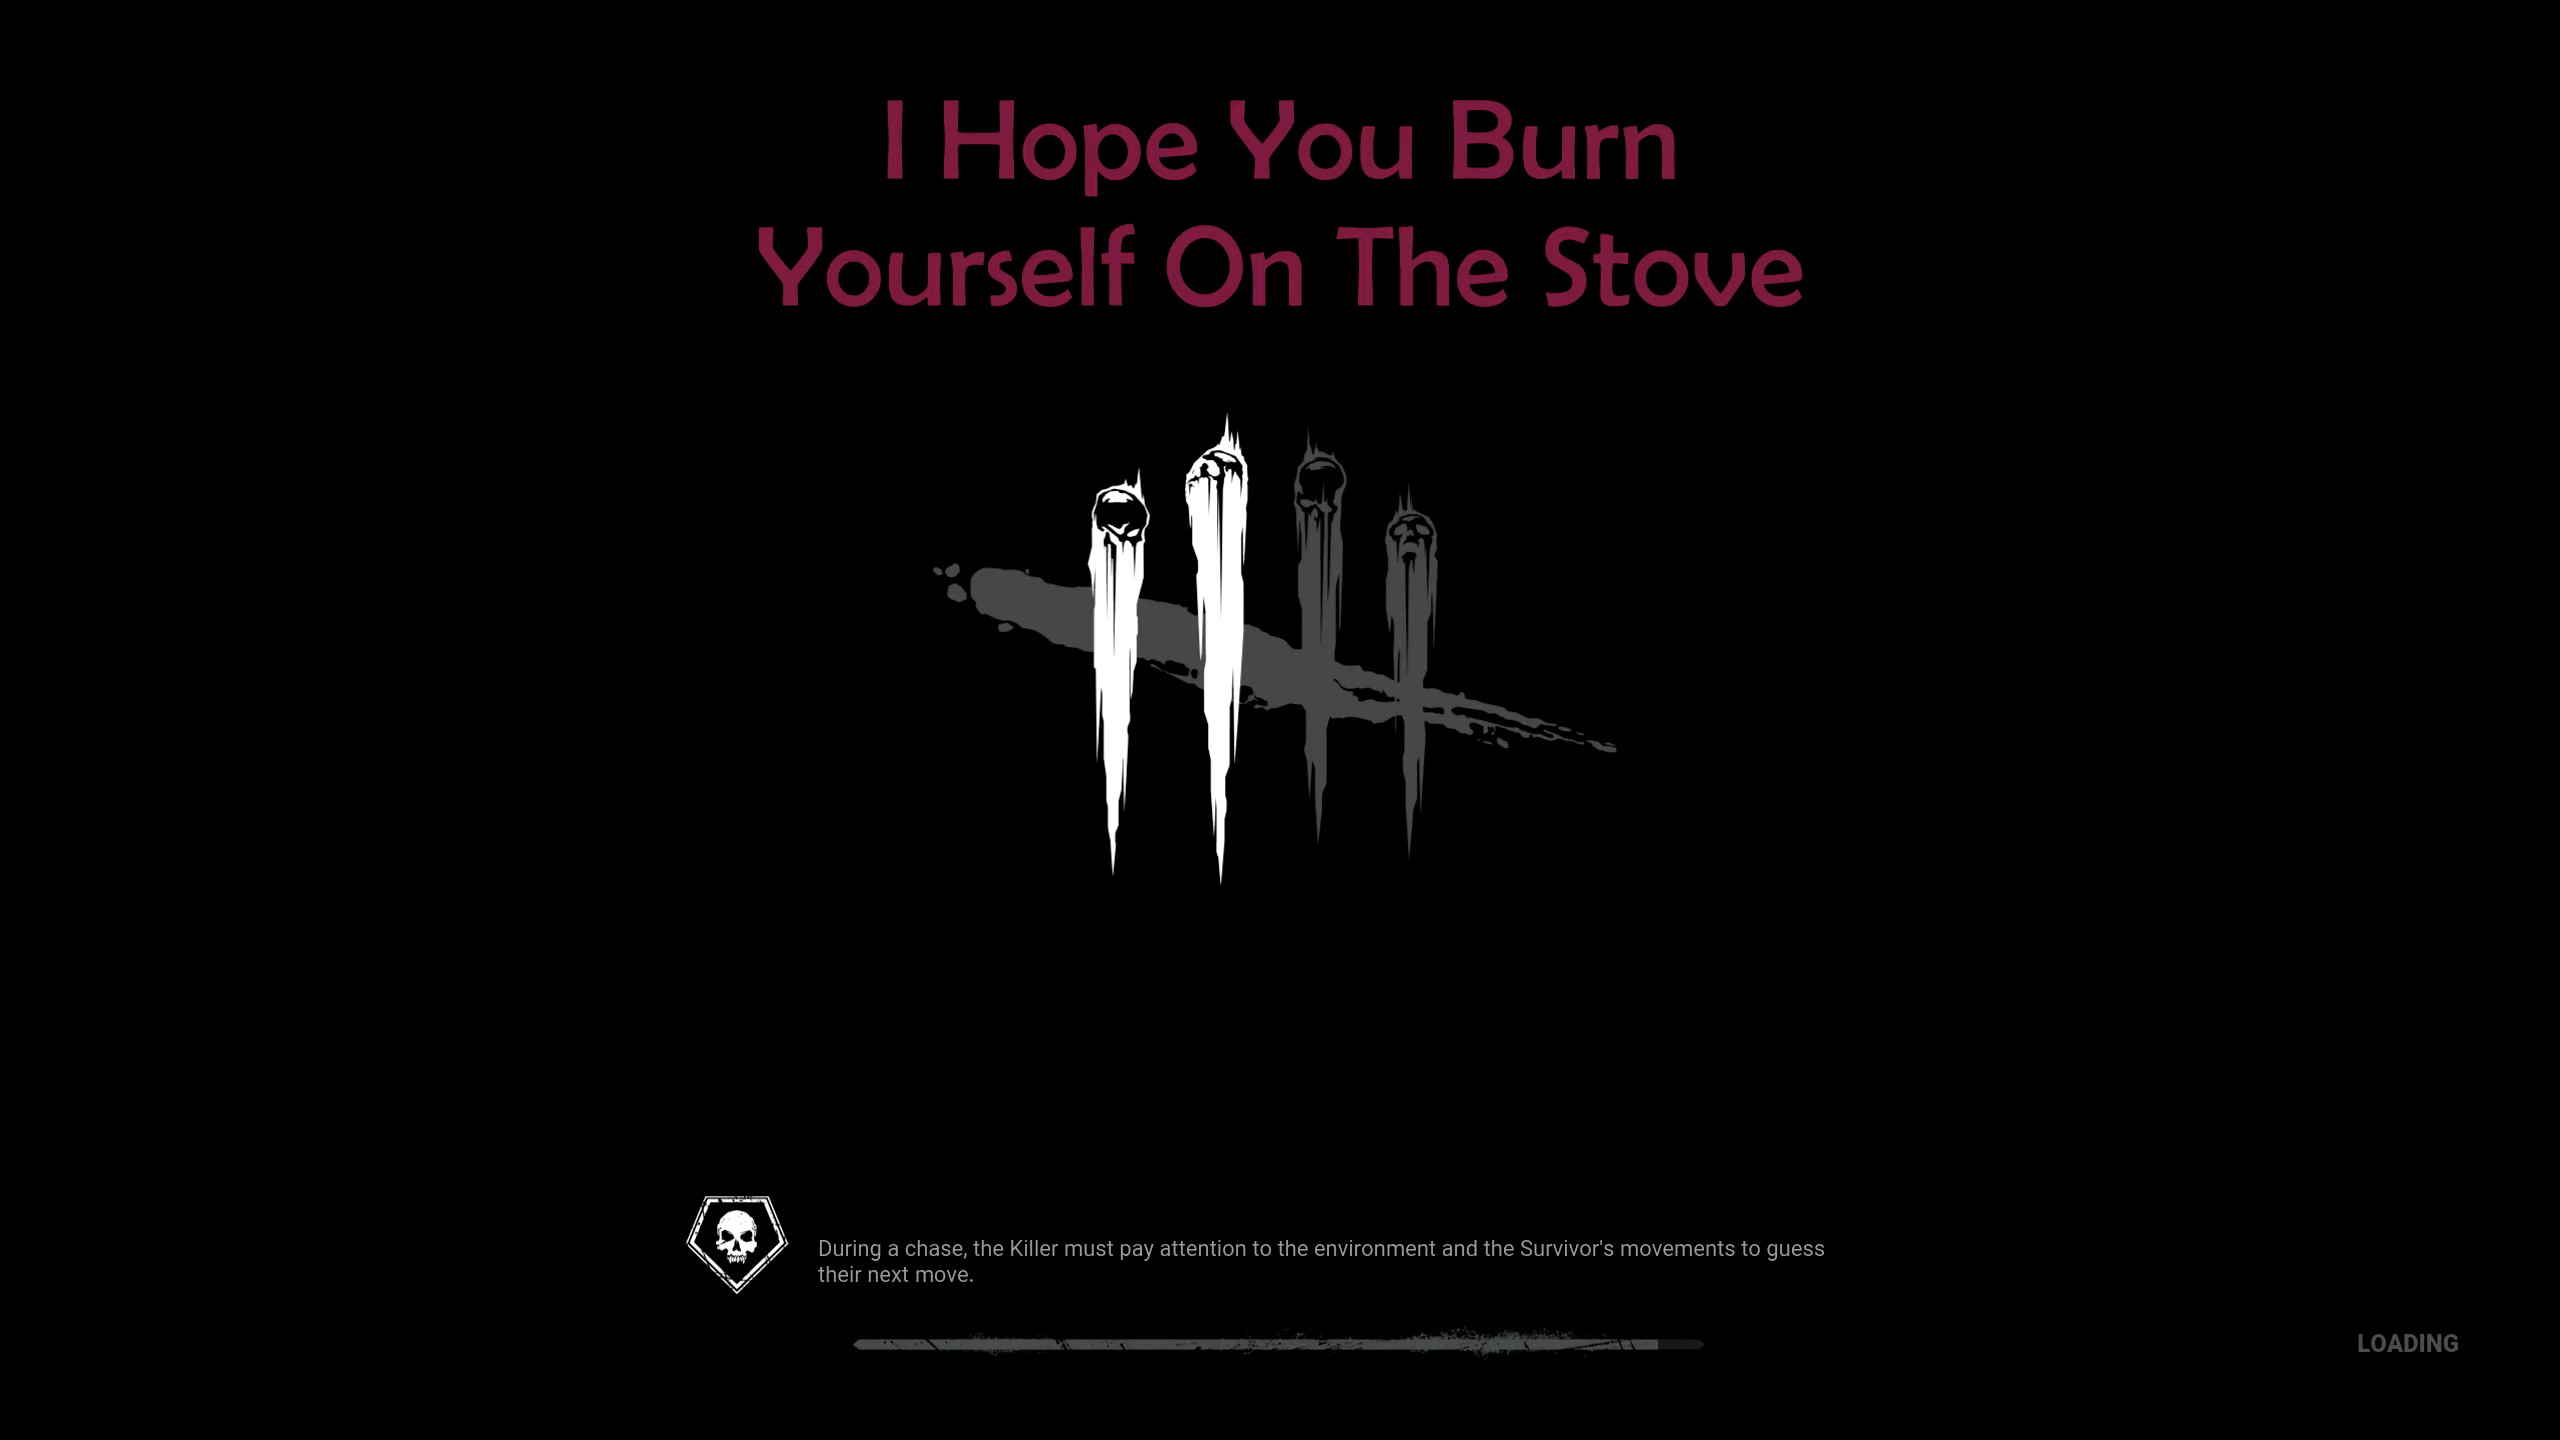 I Hope You Burn
Yourself On The Stove
During a chase, the Killer must pay attention to the environment and the Survivor's movements to guess
their next move.
LOADING